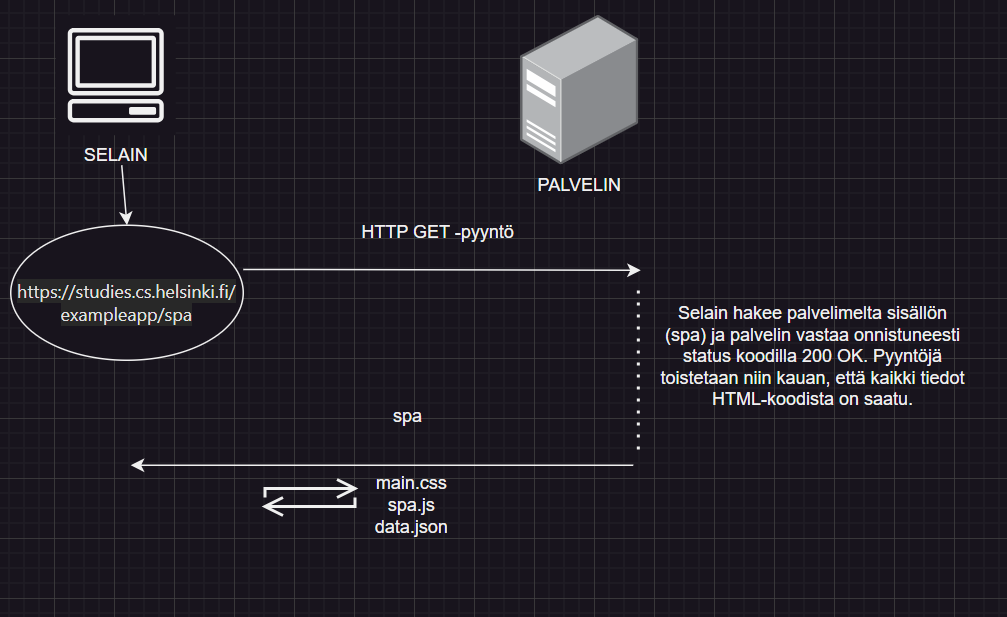 SELAIN
PALVELIN
HTTP GET -pyyntö
https://studies.cs.helsinki.fi/
exampleapp/spa
Selain hakee palvelimelta sisällön
(spa) ja palvelin vastaa onnistuneesti
status koodilla 200 OK. Pyyntöjä
toistetaan niin kauan, että kaikki tiedot
HTML-koodista on saatu.
spa
main.css
spa.js
data.json